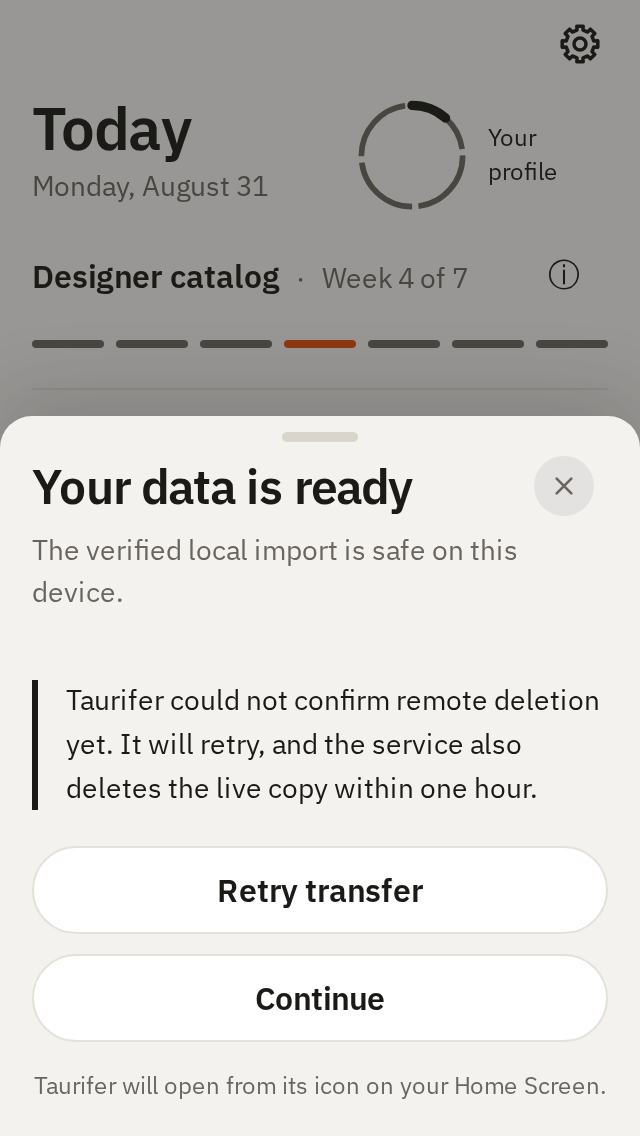 Today
Monday, August 31
Your
profile
Designer catalog · Week 4 of 7
Your data is ready
The verified local import is safe on this
device.
Taurifer could not confirm remote deletion
yet. It will retry, and the service also
deletes the live copy within one hour.
Retry transfer
Continue
Taurifer will open from its icon on your Home Screen.